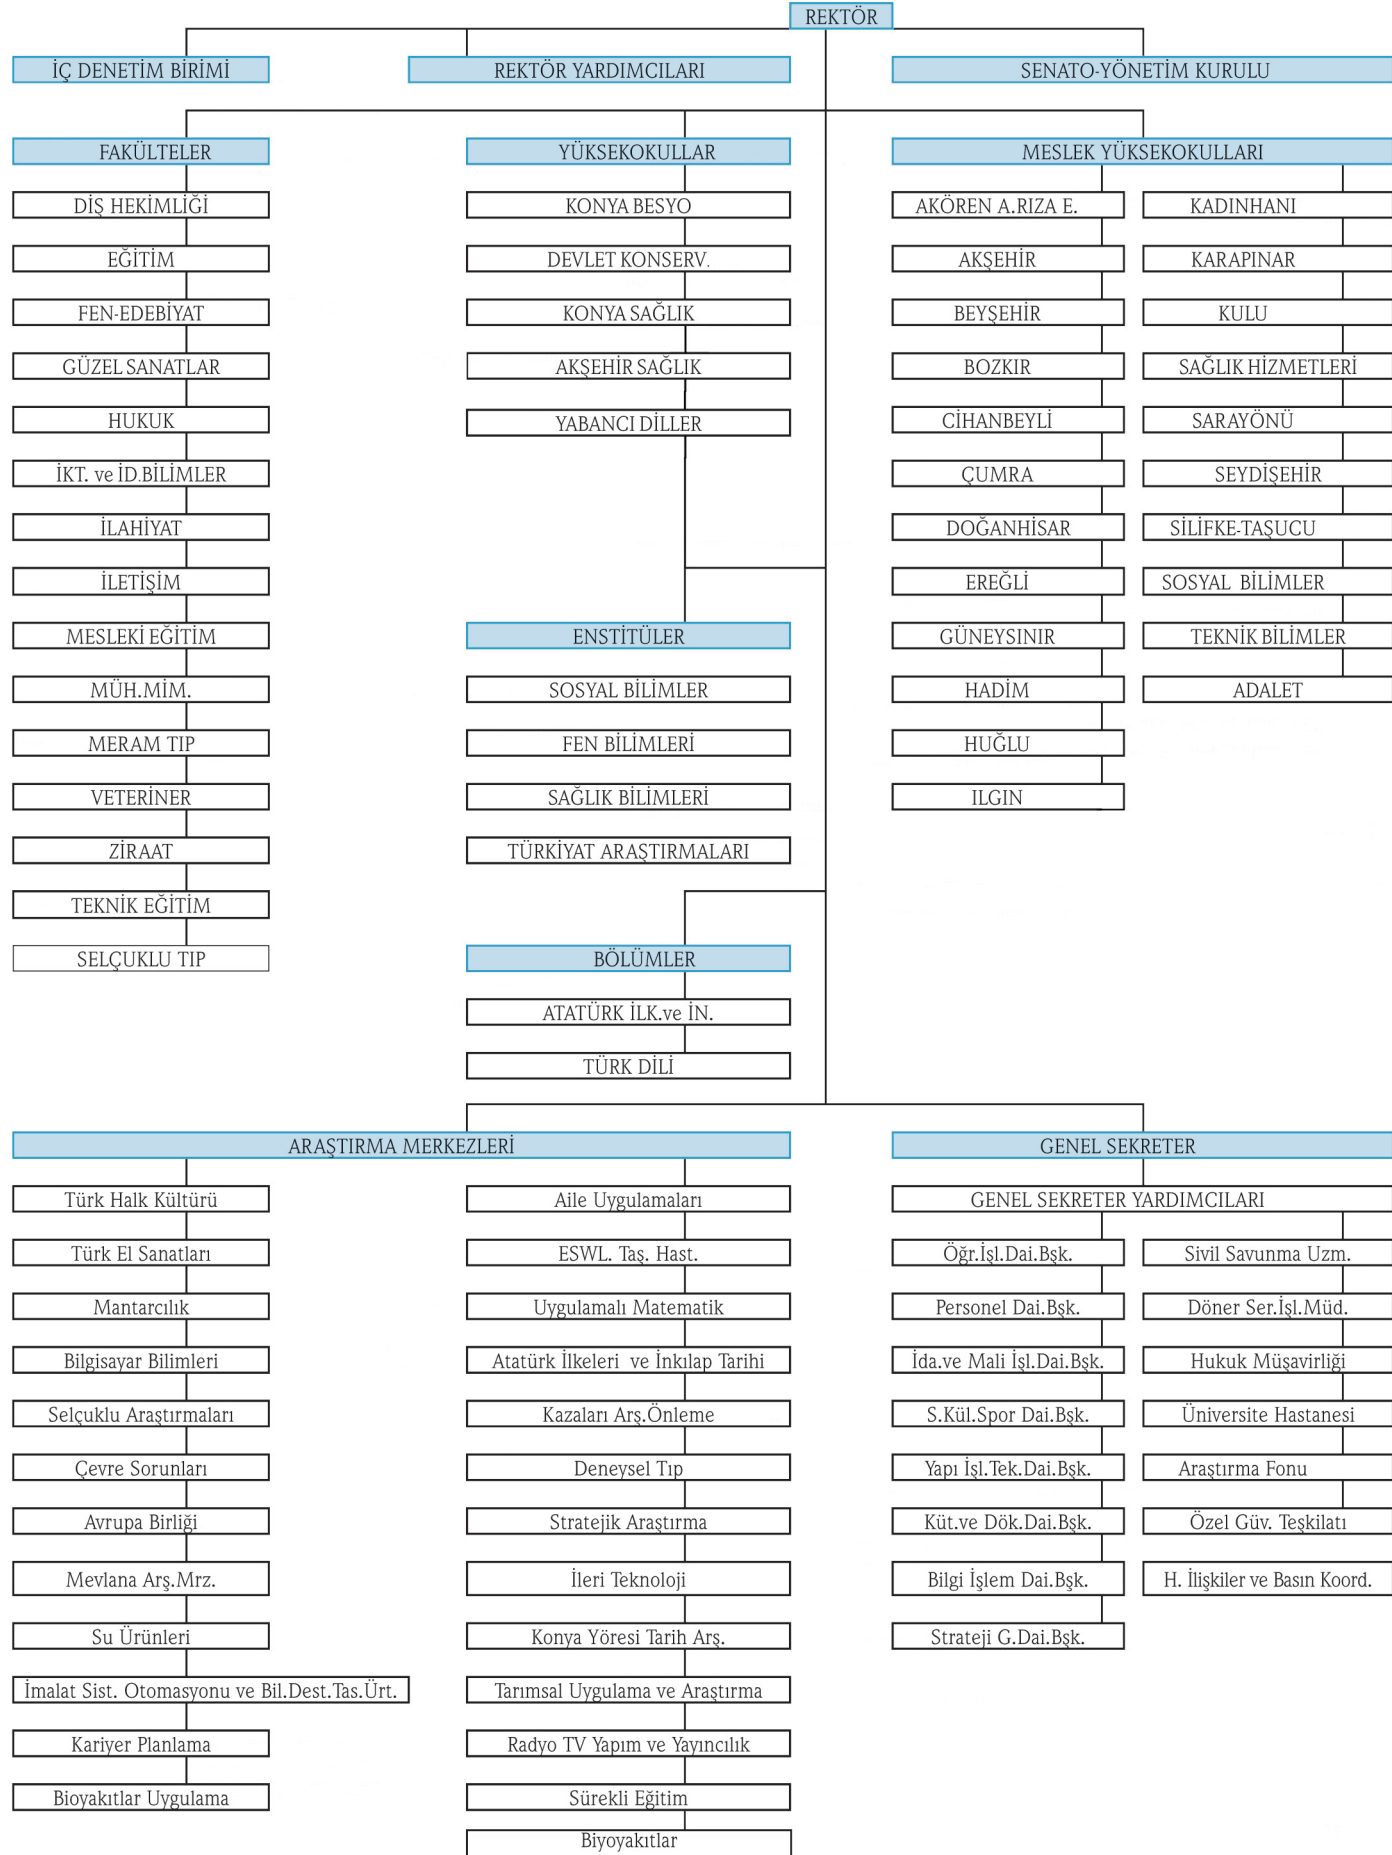 REKTÖR
İÇ DENETİM BİRİMİ
REKTÖR YARDIMCILARI
SENATO-YÖNETİM KURULU
FAKÜLTELER
DİŞ HEKİMLİĞİ
EĞİTİM
FEN-EDEBİYAT
GÜZEL SANATLAR
HUKUK
İKT. ve İD.BİLİMLER
İLAHİYAT
İLETİŞİM
MESLEKİ EĞİTİM
MÜH.MİM.
MERAM TIP
VETERİNER
ZİRAAT
TEKNİK EĞİTİM
SELÇUKLU TIP
YÜKSEKOKULLAR
KONYA BESYO
DEVLET KONSERV.
KONYA SAĞLIK
AKŞEHİR SAĞLIK
YABANCI DİLLER
ENSTİTÜLER
SOSYAL BİLİMLER
FEN BİLİMLERİ
SAĞLIK BİLİMLERİ
TÜRKİYAT ARAŞTIRMALARI
BÖLÜMLER
ATATÜRK İLK.ve İN.
TÜRK DİLİ
MESLEK YÜKSEKOKULLARI
AKÖREN A.RIZA E.
AKŞEHİR
BEYŞEHİR
BOZKIR
CİHANBEYLİ
ÇUMRA
DOĞANHİSAR
EREĞLİ
GÜNEYSINIR
HADİM
HUĞLU
ILGIN
KADINHANI
KARAPINAR
KULU
SAĞLIK HİZMETLERİ
SARAYÖNÜ
SEYDİŞEHİR
SİLİFKE-TAŞUCU
SOSYAL BİLİMLER
TEKNİK BİLİMLER
ADALET
ARAŞTIRMA MERKEZLERİ
Türk Halk Kültürü
Türk El Sanatları
Mantarcılık
Bilgisayar Bilimleri
Selçuklu Araştırmaları
Çevre Sorunları
Avrupa Birliği
Mevlana Arş.Mrz.
Su Ürünleri
İmalat Sist. Otomasyonu ve Bil.Dest.Tas.Ürt.
Kariyer Planlama
Bioyakıtlar Uygulama
Aile Uygulamaları
ESWL. Taş. Hast.
Uygulamalı Matematik
Atatürk İlkeleri ve İnkılap Tarihi
Kazaları Arş.Önleme
Deneysel Tıp
Stratejik Araştırma
İleri Teknoloji
Konya Yöresi Tarih Arş.
Tarımsal Uygulama ve Araştırma
Radyo TV Yapım ve Yayıncılık
Sürekli Eğitim
Biyoyakıtlar
GENEL SEKRETER
GENEL SEKRETER YARDIMCILARI
Öğr.İşl.Dai.Bşk.
Personel Dai.Bşk.
İda.ve Mali İşl.Dai.Bşk.
S.Kül.Spor Dai.Bşk.
Yapı İşl.Tek.Dai.Bşk.
Küt.ve Dök.Dai.Bşk.
Bilgi İşlem Dai.Bşk.
Strateji G.Dai.Bşk.
Sivil Savunma Uzm.
Döner Ser.İşl.Müd.
Hukuk Müşavirliği
Üniversite Hastanesi
Araştırma Fonu
Özel Güv. Teşkilatı
H. İlişkiler ve Basın Koord.